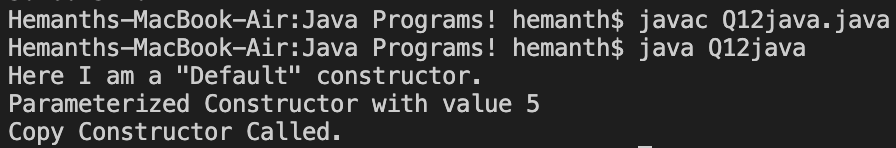 Hemanths-MacBook-Air:Java Programs! hemanth$ javac Q12java.java
Hemanths-MacBook-Air:Java Programs! hemanth$ java Q12java
Here I am a "Default" constructor.
Parameterized Constructor with value 5
Copy Constructor Called.